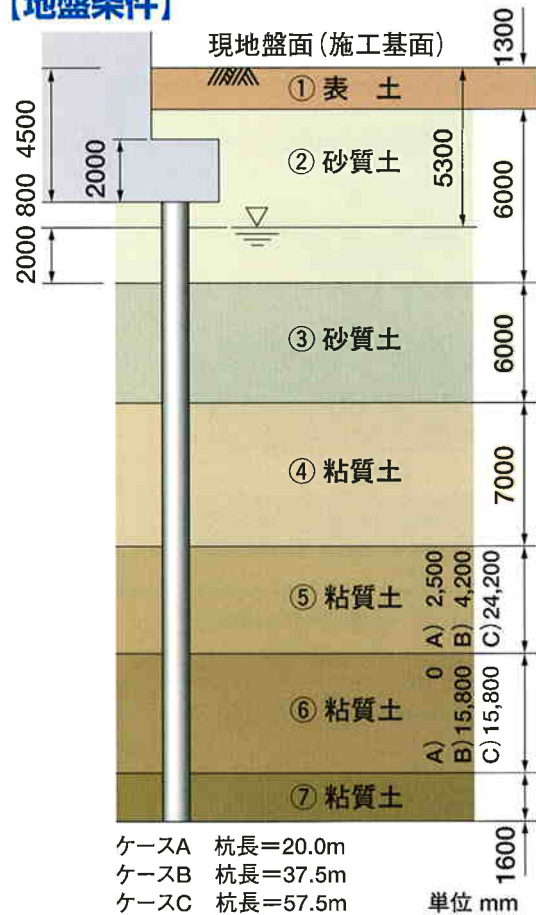 【地盤条件】
現地盤面（施工基面）
1300
① 表　土
4500
2000
② 砂質土
5300
6000
800
2000
③ 砂質土
6000
④ 粘質土
7000
⑤ 粘質土
A) 2,500
B) 4,200
C) 24,200
⑥ 粘質土
A) 0
B) 15,800
C) 15,800
⑦ 粘質土
1600
ケースA　杭長＝20.0m
ケースB　杭長＝37.5m
ケースC　杭長＝57.5m
単位 mm